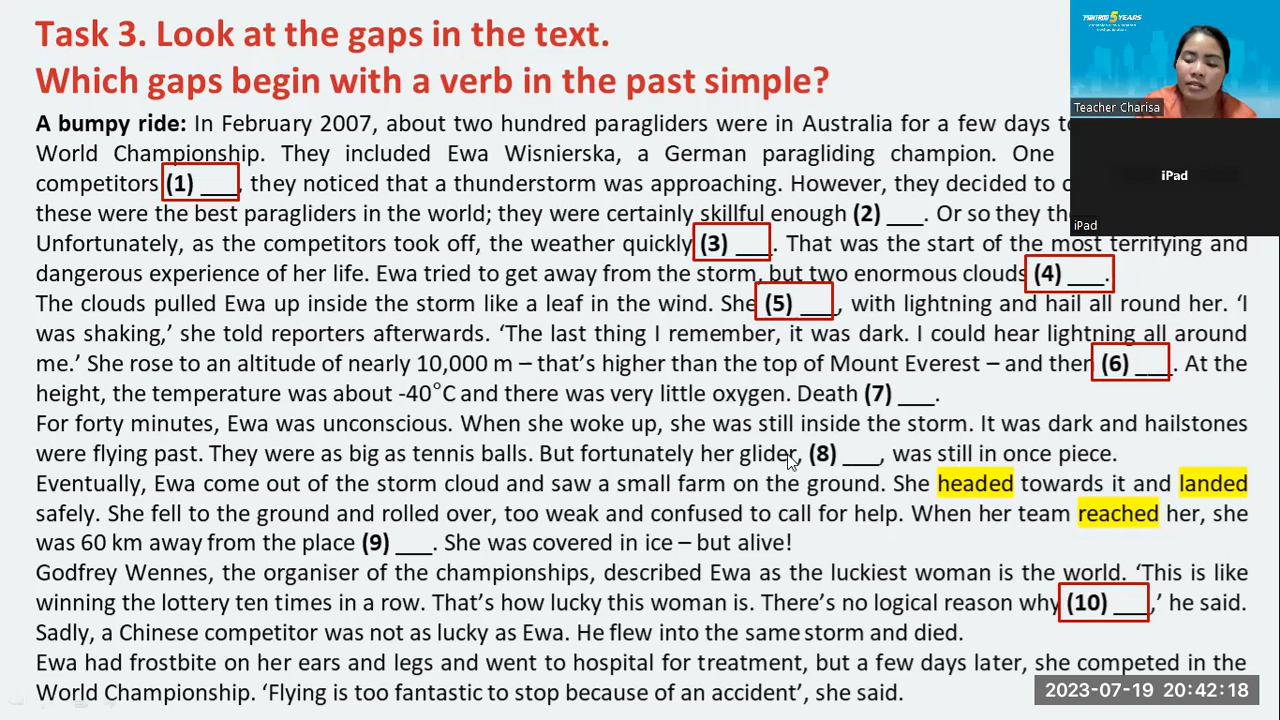 Task 3. Look at the gaps in the text.
Which gaps begin with a verb in the past simple?
5 YEARS
Teacher Charisa
iPad
iPad
A bumpy ride: In February 2007, about two hundred paragliders were in Australia for a few days
World Championship. They included Ewa Wisnierska, a German paragliding champion. One
competitors (1) ___, they noticed that a thunderstorm was approaching. However, they decided to
these were the best paragliders in the world; they were certainly skillful enough (2) ___. Or so they
Unfortunately, as the competitors took off, the weather quickly (3) ___. That was the start of the most terrifying and
dangerous experience of her life. Ewa tried to get away from the storm, but two enormous clouds (4) ___.
The clouds pulled Ewa up inside the storm like a leaf in the wind. She (5) ___, with lightning and hail all round her. ‘I
was shaking,’ she told reporters afterwards. ‘The last thing I remember, it was dark. I could hear lightning all around
me.’ She rose to an altitude of nearly 10,000 m – that’s higher than the top of Mount Everest – and then (6) ___. At the
height, the temperature was about -40°C and there was very little oxygen. Death (7) ___.
For forty minutes, Ewa was unconscious. When she woke up, she was still inside the storm. It was dark and hailstones
were flying past. They were as big as tennis balls. But fortunately her glider, (8) ___, was still in once piece.
Eventually, Ewa come out of the storm cloud and saw a small farm on the ground. She headed towards it and landed
safely. She fell to the ground and rolled over, too weak and confused to call for help. When her team reached her, she
was 60 km away from the place (9) ___. She was covered in ice – but alive!
Godfrey Wennes, the organiser of the championships, described Ewa as the luckiest woman is the world. ‘This is like
winning the lottery ten times in a row. That’s how lucky this woman is. There’s no logical reason why (10) ___,’ he said.
Sadly, a Chinese competitor was not as lucky as Ewa. He flew into the same storm and died.
Ewa had frostbite on her ears and legs and went to hospital for treatment, but a few days later, she competed in the
World Championship. ‘Flying is too fantastic to stop because of an accident’, she said.
2023-07-19 20:42:18